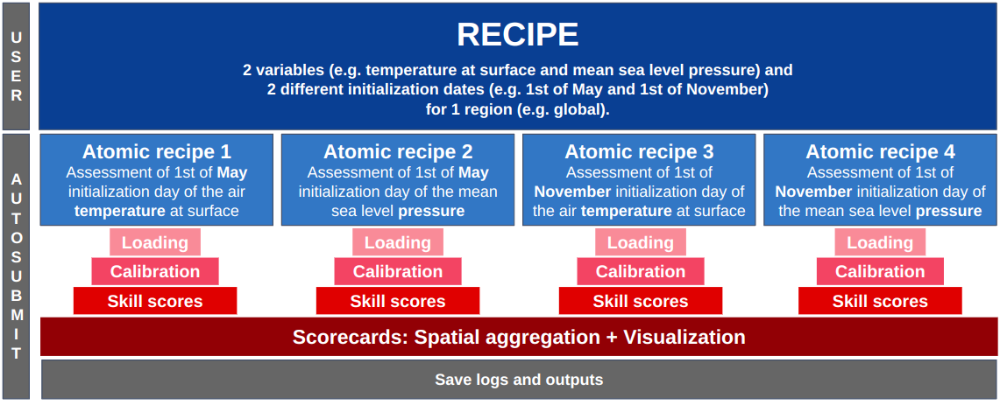 USER
RECIPE
2 variables (e.g. temperature at surface and mean sea level pressure) and
2 different initialization dates (e.g. 1st of May and 1st of November)
for 1 region (e.g. global).
AUTOSUBMIT
Atomic recipe 1
Assessment of 1st of May
initialization day of the air
temperature at surface
Atomic recipe 2
Assessment of 1st of May
initialization day of the mean
sea level pressure
Atomic recipe 3
Assessment of 1st of
November initialization day of
the air temperature at surface
Atomic recipe 4
Assessment of 1st of
November initialization day of
the mean sea level pressure
Loading
Calibration
Skill scores
Loading
Calibration
Skill scores
Loading
Calibration
Skill scores
Loading
Calibration
Skill scores
Scorecards: Spatial aggregation + Visualization
Save logs and outputs